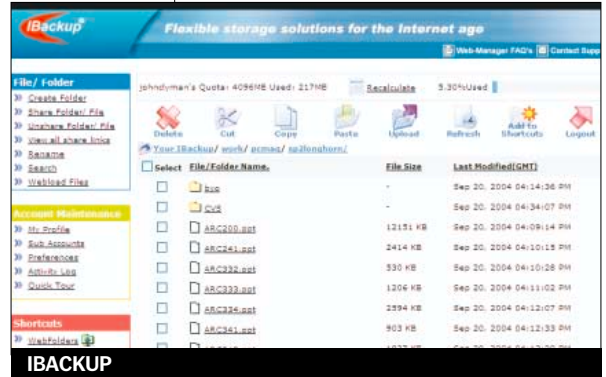 IBackup
Flexible storage solutions for the Internet age
Web-Manager FAQ's Contact Supp
File/ Folder
Create Folder
Share Folder/ File
Unshare Folder/ File
View all share links
Rename
Search
Webload Files
Account Maintenance
My Profile
Sub Accounts
Preferences
Activity Log
Quick Tour
Shortcuts
WebFolders
johndyman's Quota: 4096MB Used: 217MB Recalculate 5.30%Used
Delete Cut Copy Paste Upload Refresh Add to Shortcuts Logout
Your IBackup/ work/ pcmag/ sp2longhorn/
Select File/Folder Name. File Size Last Modified(GMT)
- Sep 20, 2004 04:14:36 PM
CVS - Sep 20, 2004 04:34:07 PM
ARC200.ppt 12151 KB Sep 20, 2004 04:09:14 PM
ARC241.ppt 2414 KB Sep 20, 2004 04:10:15 PM
ARC332.ppt 530 KB Sep 20, 2004 04:10:28 PM
ARC333.ppt 1206 KB Sep 20, 2004 04:11:02 PM
ARC334.ppt 2994 KB Sep 20, 2004 04:12:07 PM
ARC341.ppt 903 KB Sep 20, 2004 04:12:33 PM
IBACKUP